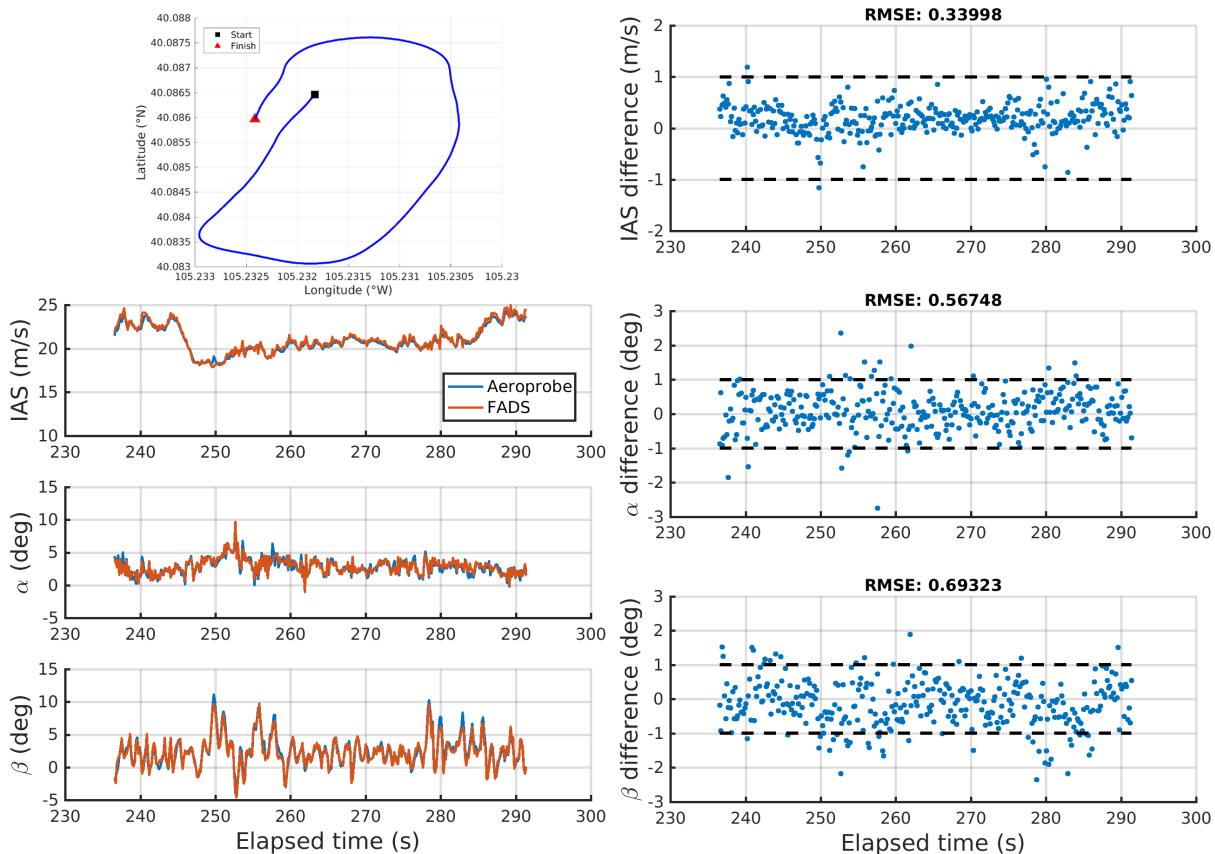 40.088
40.0875
40.087
40.0865
40.086
40.0855
40.085
40.0845
40.084
40.0835
40.083
Latitude (°N)
Start
Finish
105.233 105.2325 105.232 105.2315 105.231 105.2305 105.23
Longitude (°W)
25
20
15
10
IAS (m/s)
Aeroprobe
FADS
230 240 250 260 270 280 290 300
15
10
5
0
-5
α (deg)
230 240 250 260 270 280 290 300
15
10
5
0
-5
β (deg)
230 240 250 260 270 280 290 300
Elapsed time (s)
RMSE: 0.33998
2
1
0
-1
-2
IAS difference (m/s)
230 240 250 260 270 280 290 300
RMSE: 0.56748
3
2
1
0
-1
-2
-3
α difference (deg)
230 240 250 260 270 280 290 300
RMSE: 0.69323
3
2
1
0
-1
-2
-3
β difference (deg)
230 240 250 260 270 280 290 300
Elapsed time (s)